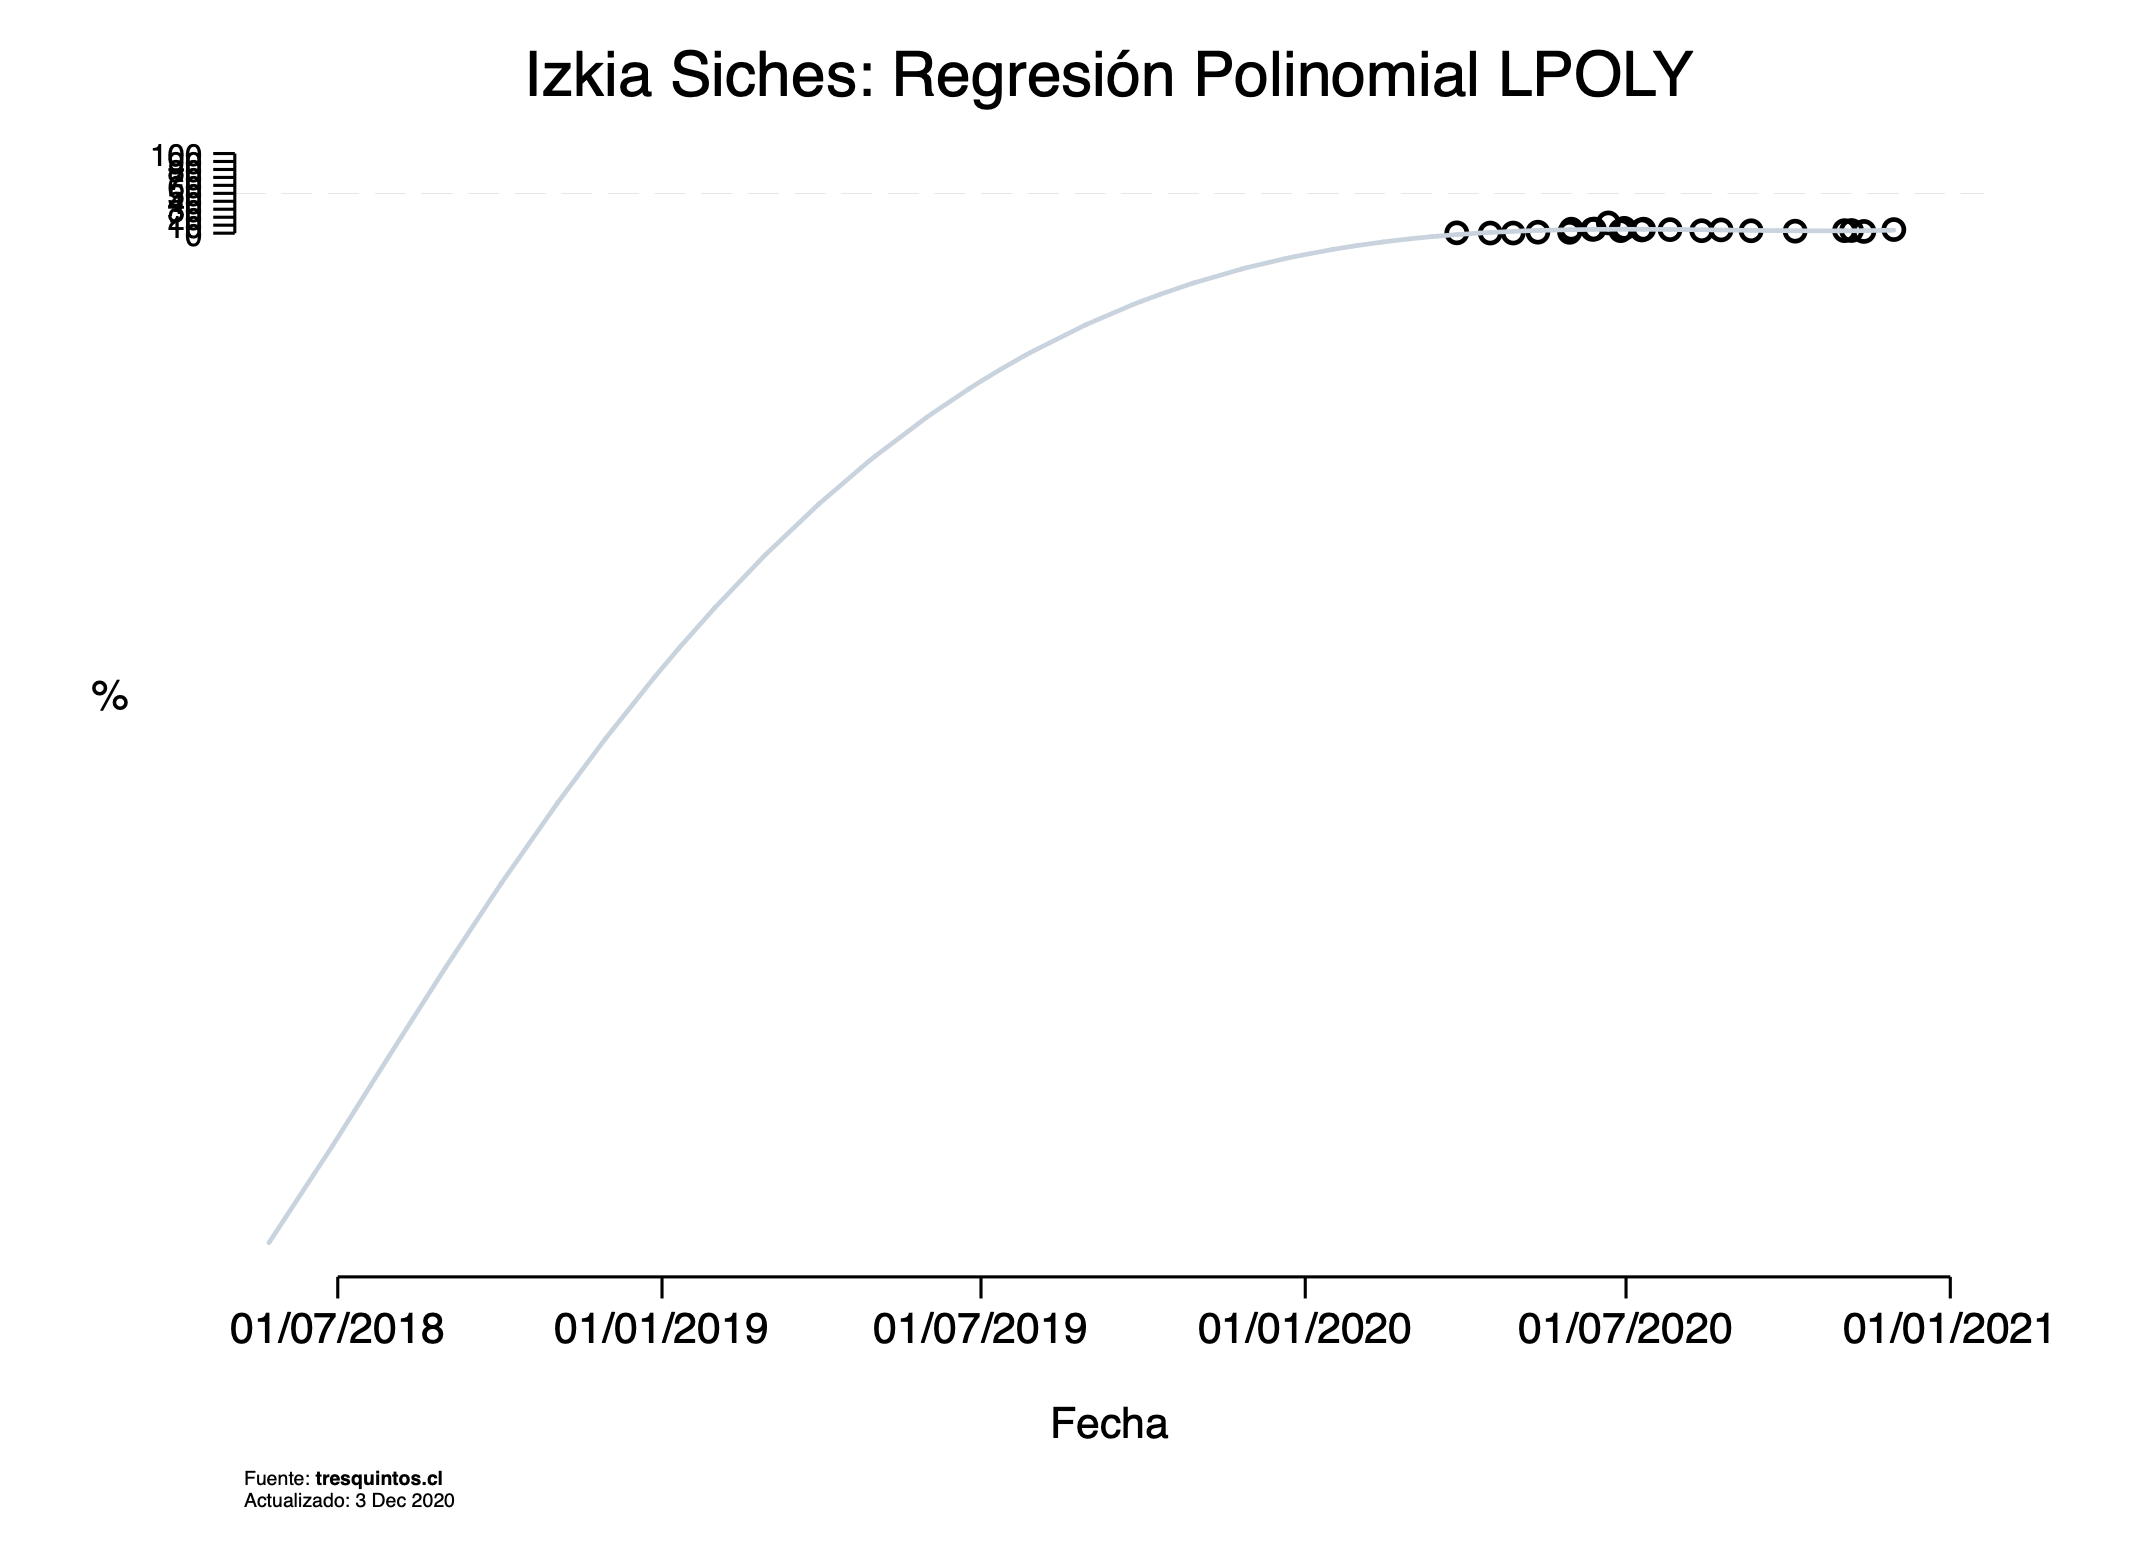 Izkia Siches: Regresión Polinomial LPOLY
100
0
%
01/07/2018 01/01/2019 01/07/2019 01/01/2020 01/07/2020 01/01/2021
Fecha
Fuente: tresquintos.cl
Actualizado: 3 Dec 2020